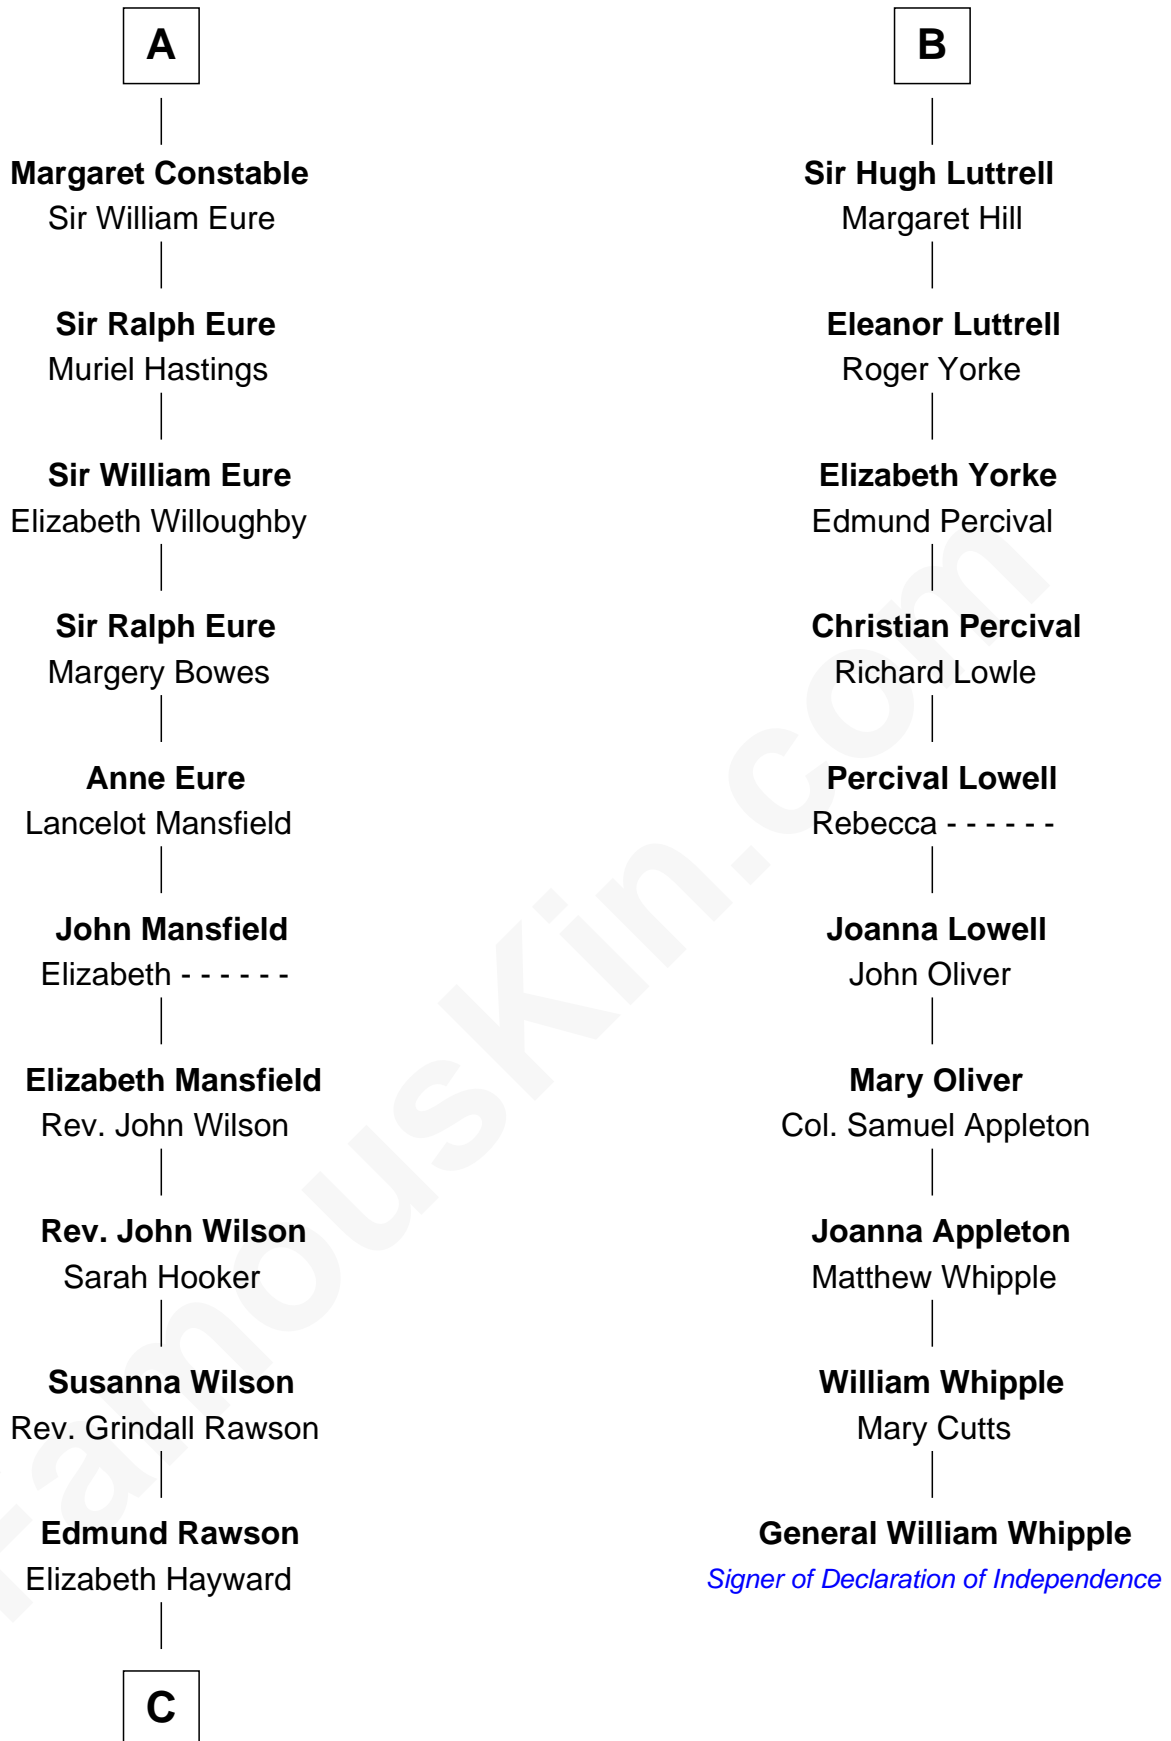 A
Margaret Constable
Sir William Eure
Sir Ralph Eure
Muriel Hastings
Sir William Eure
Elizabeth Willoughby
Sir Ralph Eure
Margery Bowes
Anne Eure
Lancelot Mansfield
John Mansfield
Elizabeth - - - - - -
Elizabeth Mansfield
Rev. John Wilson
Rev. John Wilson
Sarah Hooker
Susanna Wilson
Rev. Grindall Rawson
Edmund Rawson
Elizabeth Hayward
C
B
Sir Hugh Luttrell
Margaret Hill
Eleanor Luttrell
Roger Yorke
Elizabeth Yorke
Edmund Percival
Christian Percival
Richard Lowle
Percival Lowell
Rebecca - - - - - -
Joanna Lowell
John Oliver
Mary Oliver
Col. Samuel Appleton
Joanna Appleton
Matthew Whipple
William Whipple
Mary Cutts
General William Whipple
Signer of Declaration of Independence
FamousKin.com